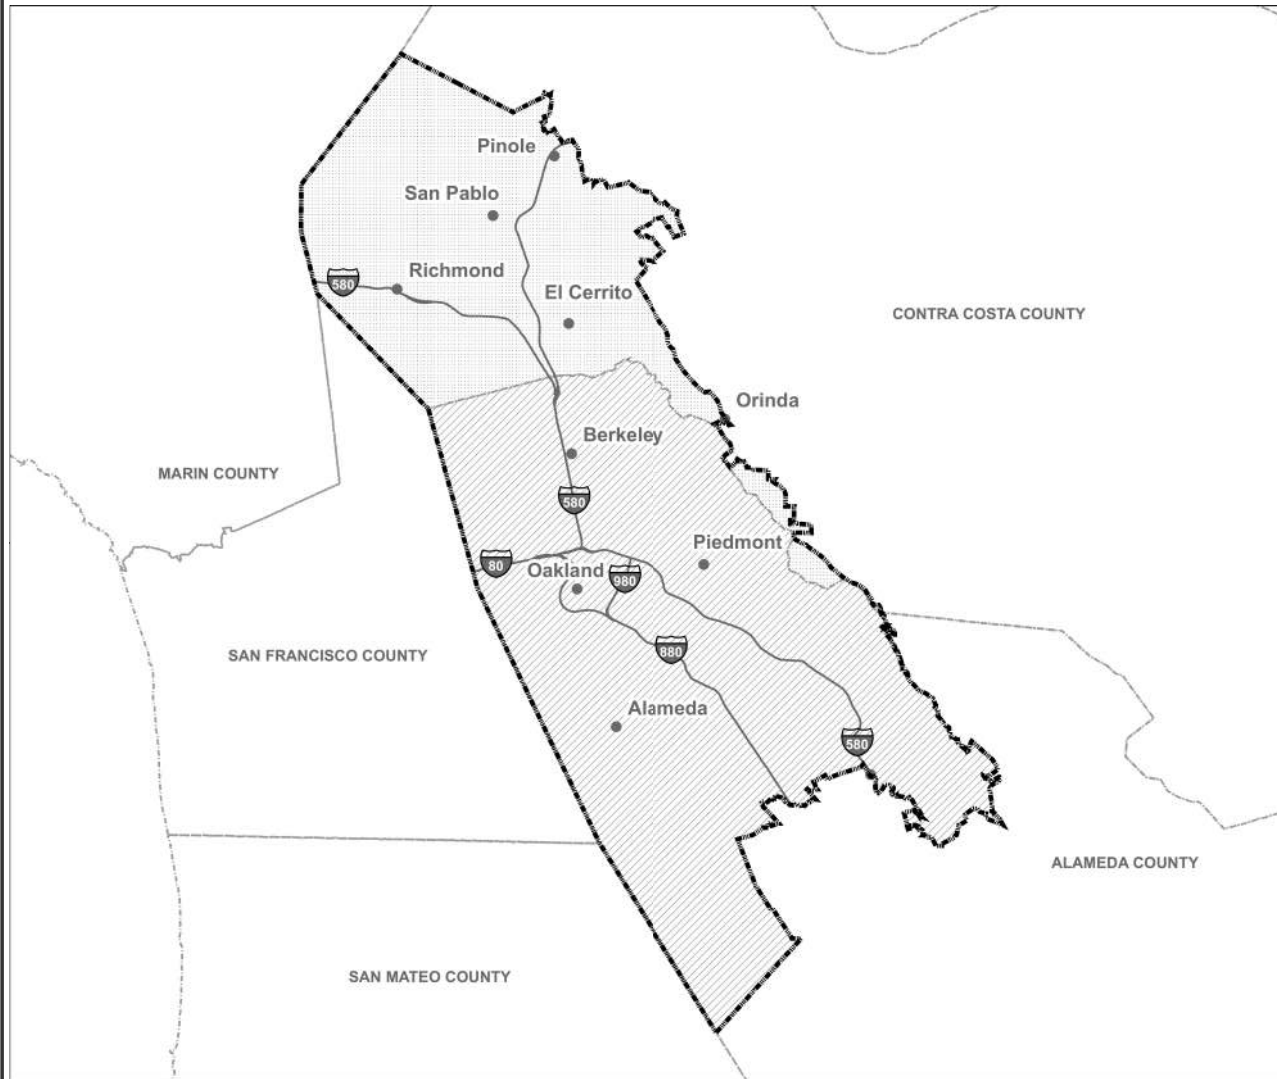 Pinole
San Pablo
Richmond
580
El Cerrito
CONTRA COSTA COUNTY
Orinda
Berkeley
MARIN COUNTY
580
Piedmont
80
Oakland
980
SAN FRANCISCO COUNTY
880
Alameda
580
ALAMEDA COUNTY
SAN MATEO COUNTY